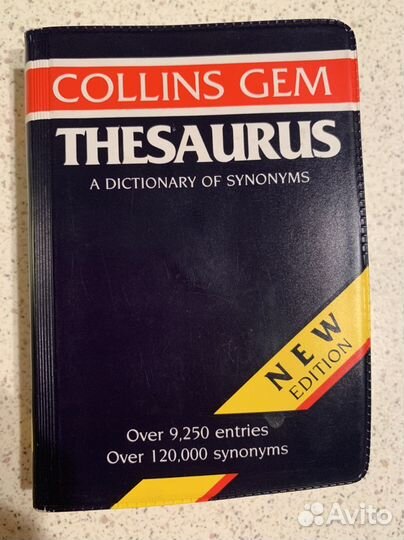 COLLINS GEM
THESAURUS
A DICTIONARY OF SYNONYMS
NEW
EDITION
Over 9,250 entries
Over 120,000 synonyms
Avito